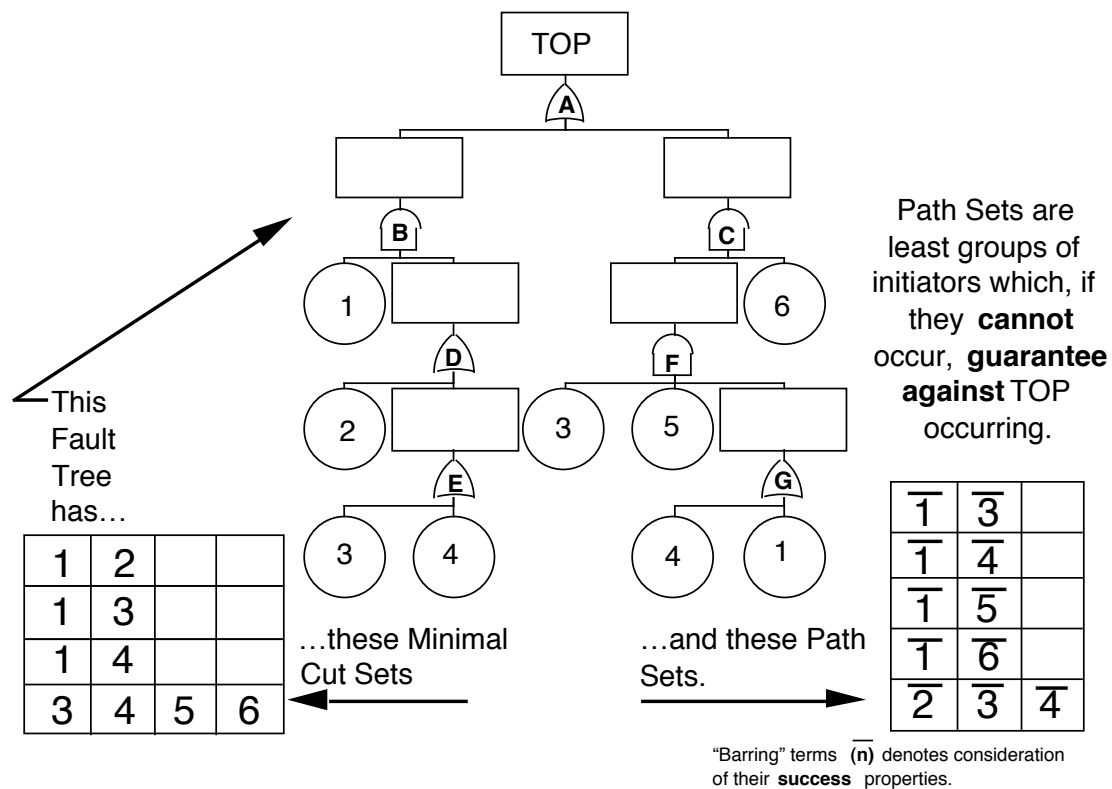 TOP
A
B
C
1
6
D
F
2
3
5
E
G
3
4
4
1
Path Sets are
least groups of
initiators which, if
they cannot
occur, guarantee
against TOP
occurring.
This
Fault
Tree
has…
1 2
1 3
1 4
3 4 5 6
…these Minimal
Cut Sets
…and these Path
Sets.
1̅ 3̅
1̅ 4̅
1̅ 5̅
1̅ 6̅
2̅ 3̅ 4̅
“Barring” terms (n̅) denotes consideration
of their success properties.